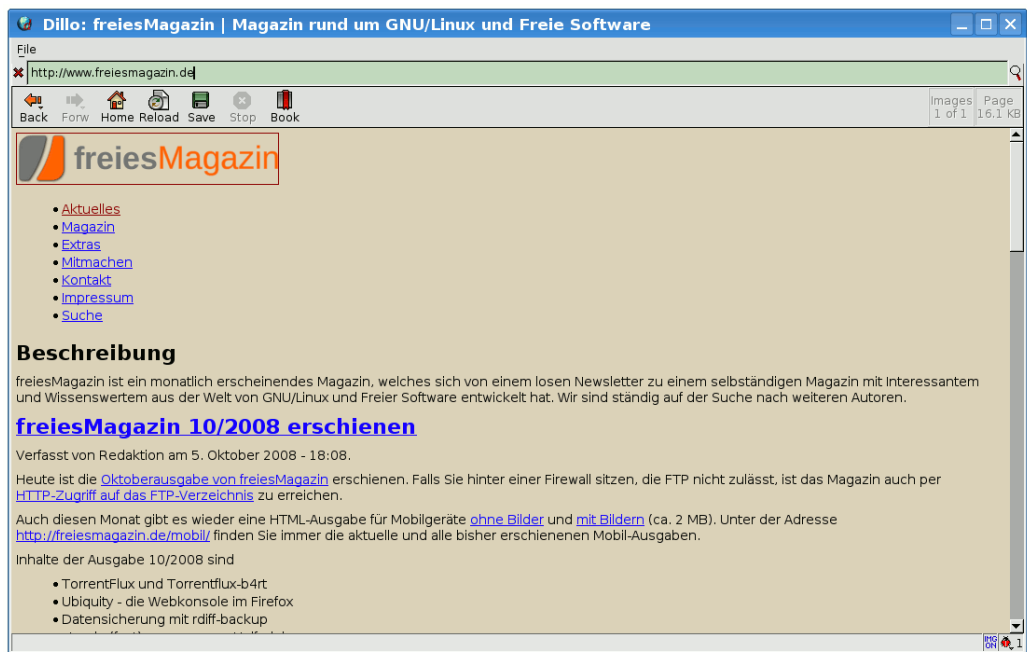 Dillo: freiesMagazin | Magazin rund um GNU/Linux und Freie Software
File
http://www.freiesmagazin.de
Back Forw Home Reload Save Stop Book
Images Page
1 of 1 16.1 KB
freiesMagazin
Aktuelles
Magazin
Extras
Mitmachen
Kontakt
Impressum
Suche
Beschreibung
freiesMagazin ist ein monatlich erscheinendes Magazin, welches sich von einem losen Newsletter zu einem selbständigen Magazin mit Interessantem
und Wissenswertem aus der Welt von GNU/Linux und Freier Software entwickelt hat. Wir sind ständig auf der Suche nach weiteren Autoren.
freiesMagazin 10/2008 erschienen
Verfasst von Redaktion am 5. Oktober 2008 - 18:08.
Heute ist die Oktoberausgabe von freiesMagazin erschienen. Falls Sie hinter einer Firewall sitzen, die FTP nicht zulässt, ist das Magazin auch per
HTTP-Zugriff auf das FTP-Verzeichnis zu erreichen.
Auch diesen Monat gibt es wieder eine HTML-Ausgabe für Mobilgeräte ohne Bilder und mit Bildern (ca. 2 MB). Unter der Adresse
http://freiesmagazin.de/mobil/ finden Sie immer die aktuelle und alle bisher erschienenen Mobil-Ausgaben.
Inhalte der Ausgabe 10/2008 sind
TorrentFlux und Torrentflux-b4rt
Ubiquity - die Webkonsole im Firefox
Datensicherung mit rdiff-backup
IMG
ON 1